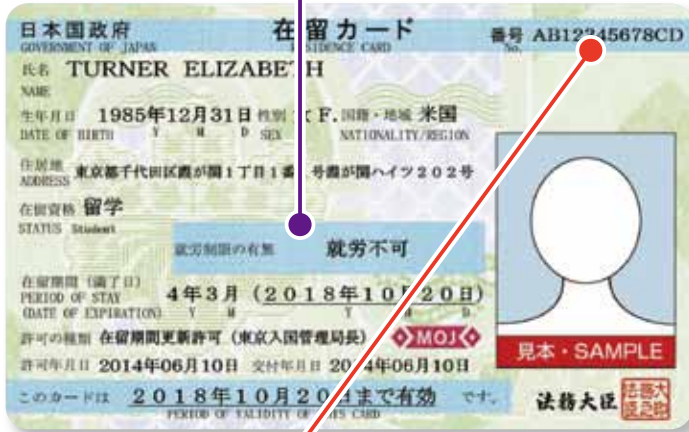 日本国政府 在留カード 番号 AB12345678CD
GOVERNMENT OF JAPAN RESIDENCE CARD No.
氏名 TURNER ELIZABETH
NAME
生年月日 1985年12月31日 性別 F. 国籍・地域 米国
DATE OF BIRTH Y M D SEX NATIONALITY/REGION
住居地 東京都千代田区霞が関1丁目1番 号霞が関ハイツ202号
ADDRESS
在留資格 留学
STATUS Student
就労制限の有無 就労不可
在留期間 (満了日) 4年3月 (2018年10月20日)
PERIOD OF STAY
(DATE OF EXPIRATION) Y M Y M D
許可の種類 在留期間更新許可 (東京入国管理局長) MOJ
見本・SAMPLE
許可年月日 2014年06月10日 交付年月日 2014年06月10日
このカードは 2018年10月20日まで有効 です。
PERIOD OF VALIDITY OF THIS CARD
法務大臣